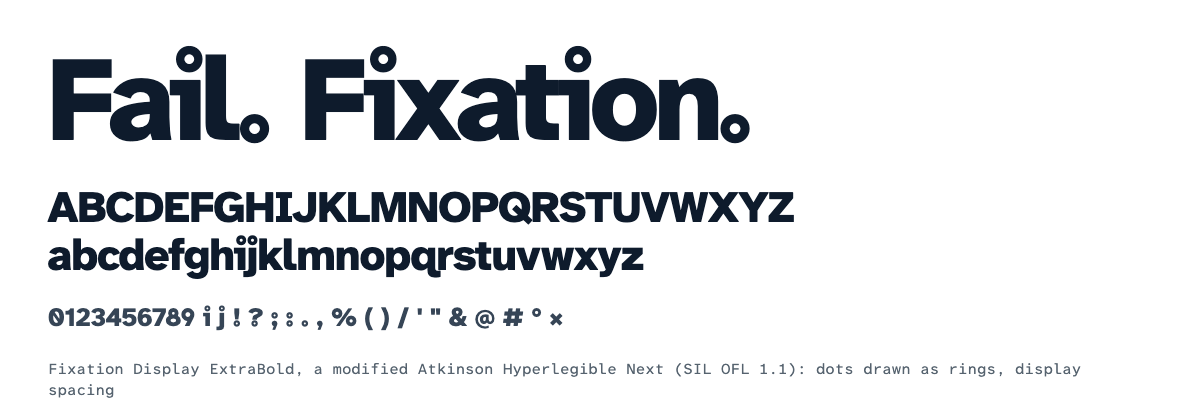 Fail. Fixation.
ABCDEFGHIJKLMNOPQRSTUVWXYZ
abcdefghijklmnopqrstuvwxyz
0123456789 i j ! ? ; : . , % ( ) / ' " & @ # ° ×
Fixation Display ExtraBold, a modified Atkinson Hyperlegible Next (SIL OFL 1.1): dots drawn as rings, display
spacing